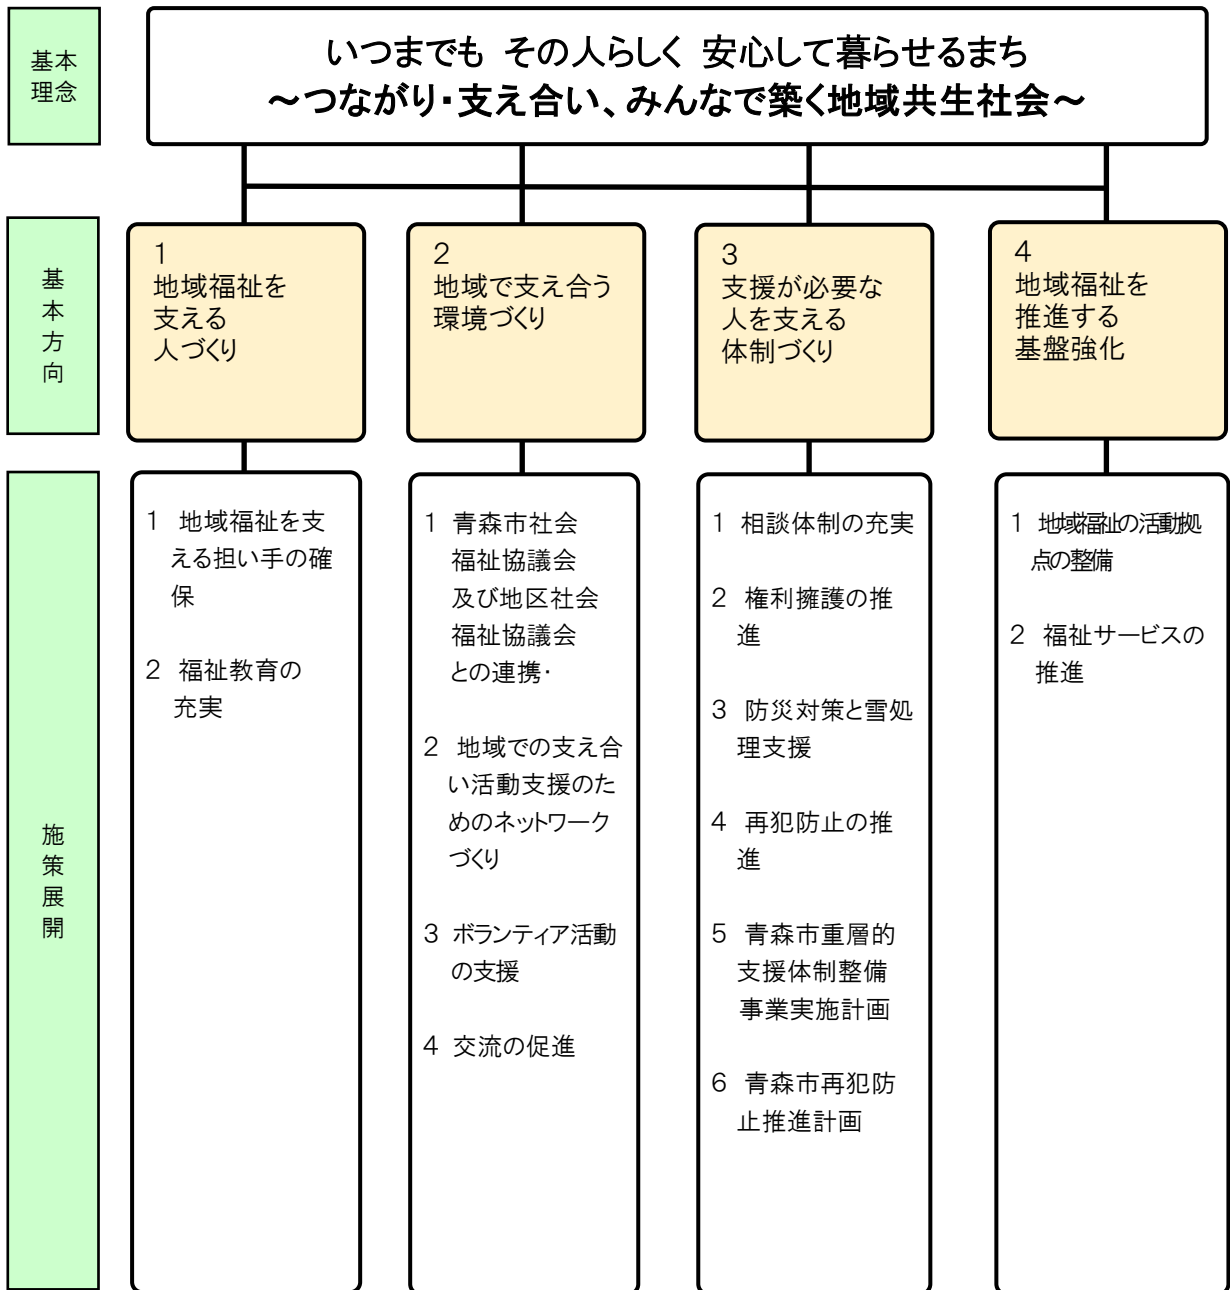 基本
理念
いつまでも その人らしく 安心して暮らせるまち
～つながり・支え合い、みんなで築く地域共生社会～
基
本
方
向
1
地域福祉を
支える
人づくり
2
地域で支え合う
環境づくり
3
支援が必要な
人を支える
体制づくり
4
地域福祉を
推進する
基盤強化
施
策
展
開
1 地域福祉を支
える担い手の確
保
2 福祉教育の
充実
1 青森市社会
福祉協議会
及び地区社会
福祉協議会
との連携・
2 地域での支え合
い活動支援のた
めのネットワーク
づくり
3 ボランティア活動
の支援
4 交流の促進
1 相談体制の充実
2 権利擁護の推
進
3 防災対策と雪処
理支援
4 再犯防止の推
進
5 青森市重層的
支援体制整備
事業実施計画
6 青森市再犯防
止推進計画
1 地域福祉の活動拠
点の整備
2 福祉サービスの
推進